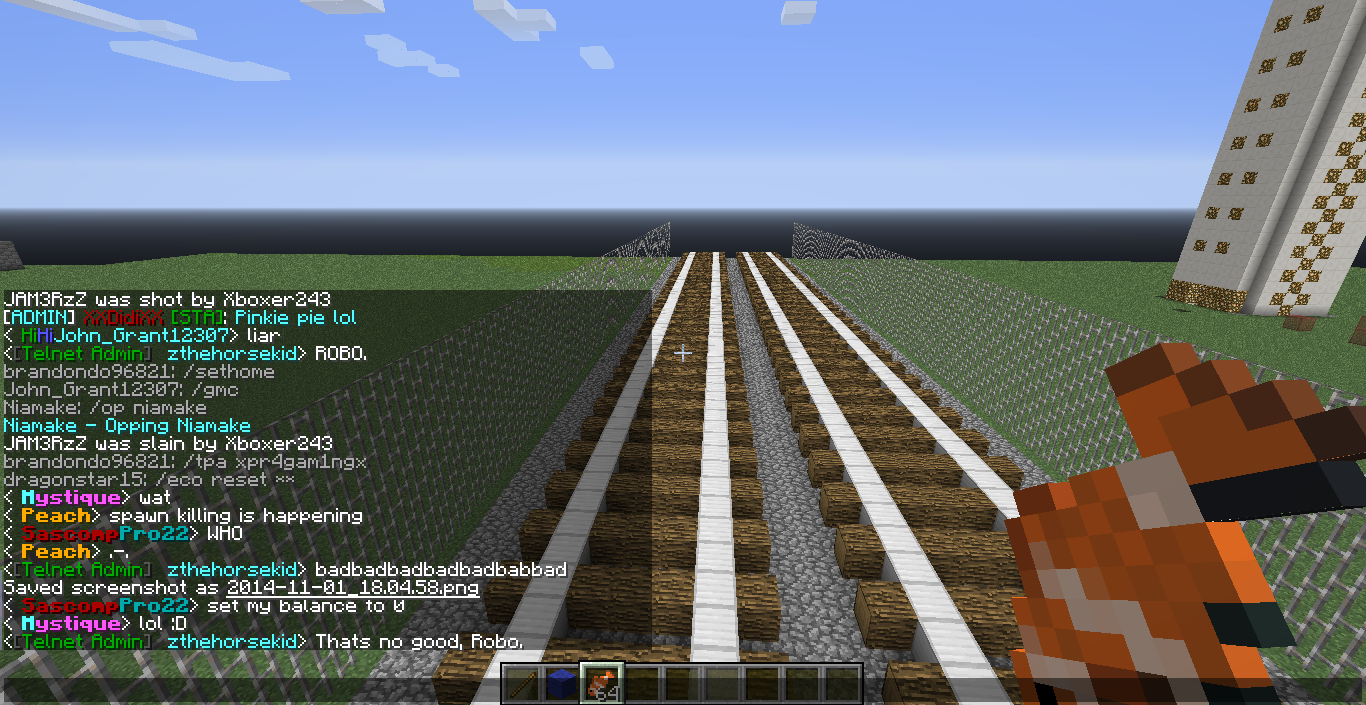 JAM3RzZ was shot by Xboxer243
[ADMIN] XXDidiXX [STA]: Pinkie pie lol
< HiHiJohn_Grant12307> liar
<[Telnet Admin] zthehorsekid> ROBO.
brandondo96821: /sethome
John_Grant12307: /gmc
Niamake: /op niamake
Niamake - Opping Niamake
JAM3RzZ was slain by Xboxer243
brandondo96821: /tpa xpr4gam1ngx
dragonstar15: /eco reset **
< Mystique> wat
< Peach> spawn killing is happening
< SascompPro22> WHO
< Peach> .-.
<[Telnet Admin] zthehorsekid> badbadbadbadbadbabbad
Saved screenshot as 2014-11-01_18.04.58.png
< SascompPro22> set my balance to 0
< Mystique> lol :D
<[Telnet Admin] zthehorsekid> Thats no good, Robo.
64